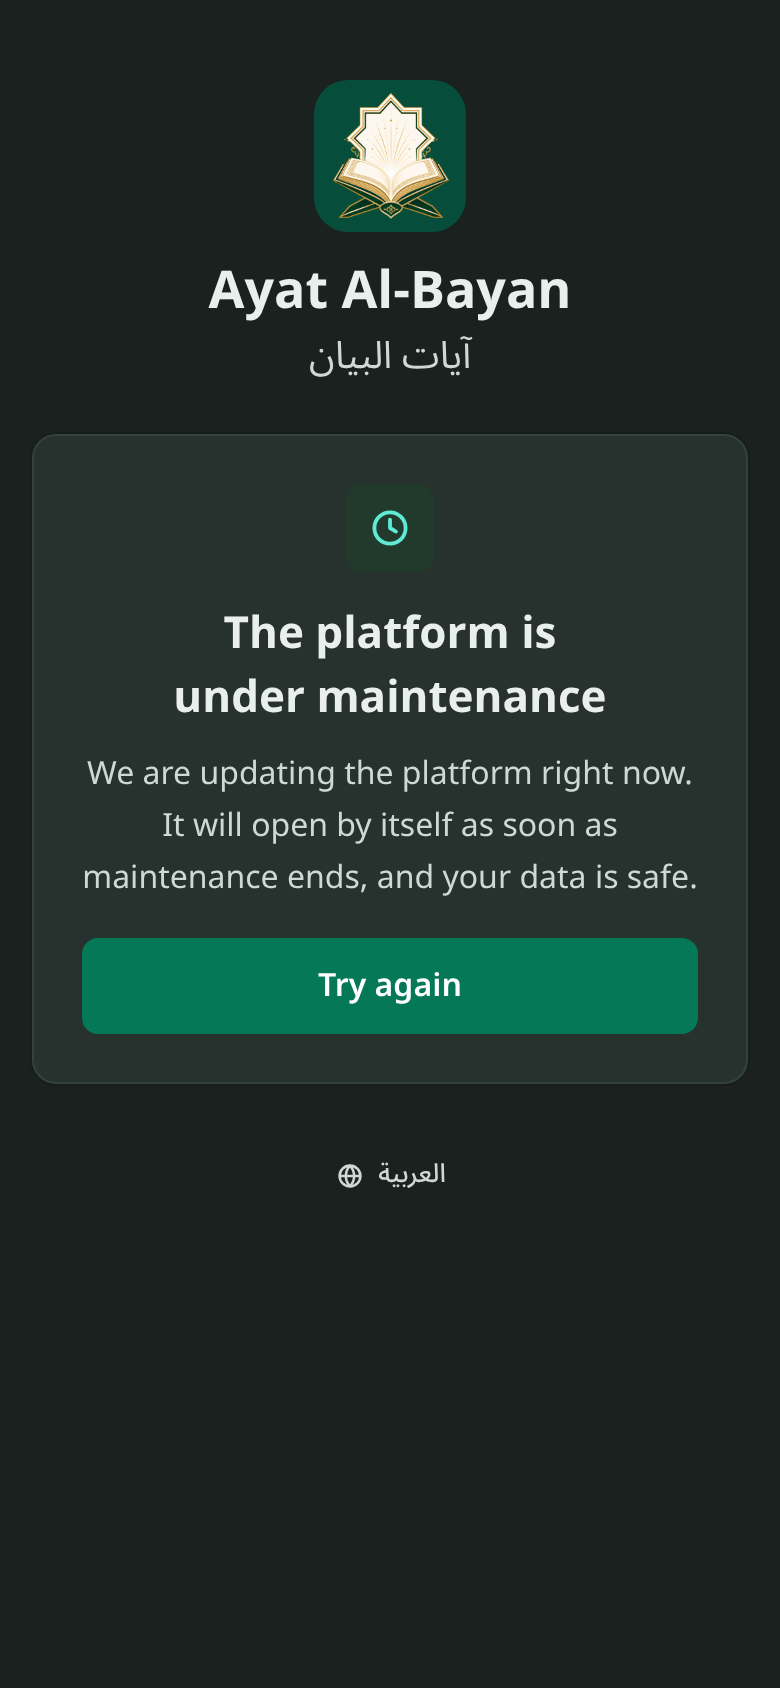 Ayat Al-Bayan
آيات البيان
The platform is
under maintenance
We are updating the platform right now.
It will open by itself as soon as
maintenance ends, and your data is safe.
Try again
العربية